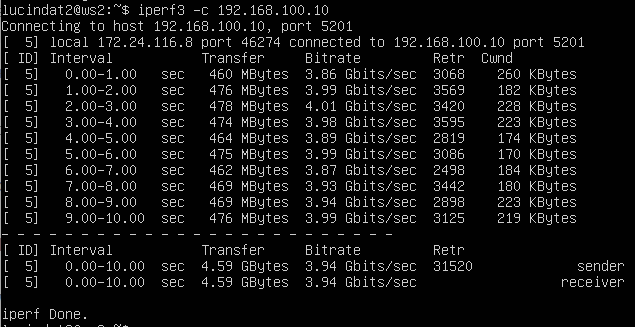 lucindat2@ws2:~$ iperf3 -c 192.168.100.10
Connecting to host 192.168.100.10, port 5201
[  5] local 172.24.116.8 port 46274 connected to 192.168.100.10 port 5201
[ ID] Interval           Transfer     Bitrate         Retr  Cwnd
[  5]   0.00-1.00   sec   460 MBytes  3.86 Gbits/sec  3068    260 KBytes
[  5]   1.00-2.00   sec   476 MBytes  3.99 Gbits/sec  3569    182 KBytes
[  5]   2.00-3.00   sec   478 MBytes  4.01 Gbits/sec  3420    228 KBytes
[  5]   3.00-4.00   sec   474 MBytes  3.98 Gbits/sec  3595    223 KBytes
[  5]   4.00-5.00   sec   464 MBytes  3.89 Gbits/sec  2819    174 KBytes
[  5]   5.00-6.00   sec   475 MBytes  3.99 Gbits/sec  3086    170 KBytes
[  5]   6.00-7.00   sec   462 MBytes  3.87 Gbits/sec  2498    184 KBytes
[  5]   7.00-8.00   sec   469 MBytes  3.93 Gbits/sec  3442    180 KBytes
[  5]   8.00-9.00   sec   469 MBytes  3.94 Gbits/sec  2898    223 KBytes
[  5]   9.00-10.00  sec   476 MBytes  3.99 Gbits/sec  3125    219 KBytes
- - - - - - - - - - - - - - - - - - - - - - - - -
[ ID] Interval           Transfer     Bitrate         Retr
[  5]   0.00-10.00  sec  4.59 GBytes  3.94 Gbits/sec  31520             sender
[  5]   0.00-10.00  sec  4.59 GBytes  3.94 Gbits/sec                  receiver
iperf Done.
lucindat2@ws2:~$